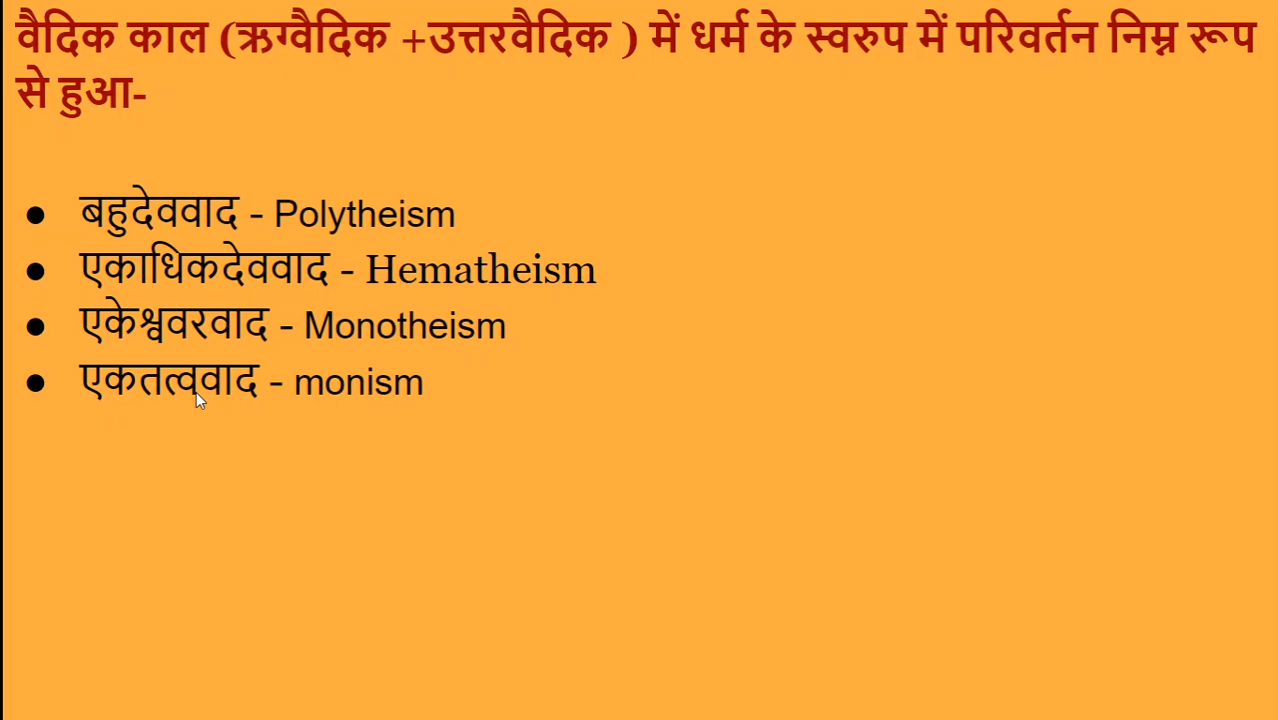 वैदिक काल (ऋग्वैदिक +उत्तरवैदिक ) में धर्म के स्वरुप में परिवर्तन निम्न रूप
से हुआ-
● बहुदेववाद - Polytheism
● एकाधिकदेववाद - Hematheism
● एकेश्वरवाद - Monotheism
● एकतत्ववाद - monism